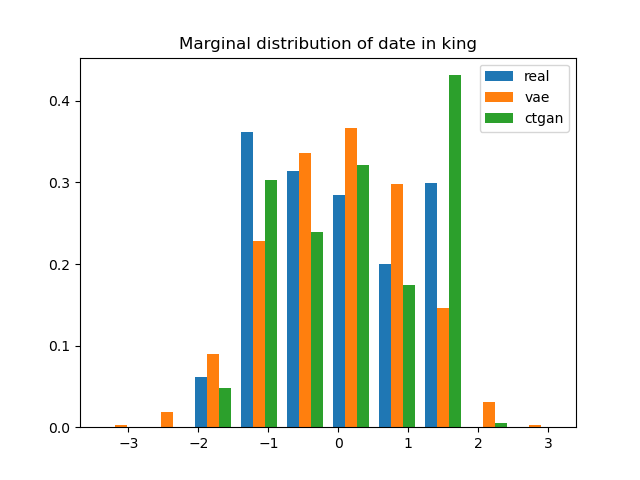 Marginal distribution of date in king
real
vae
ctgan
0.4
0.3
0.2
0.1
0.0
−3 −2 −1 0 1 2 3